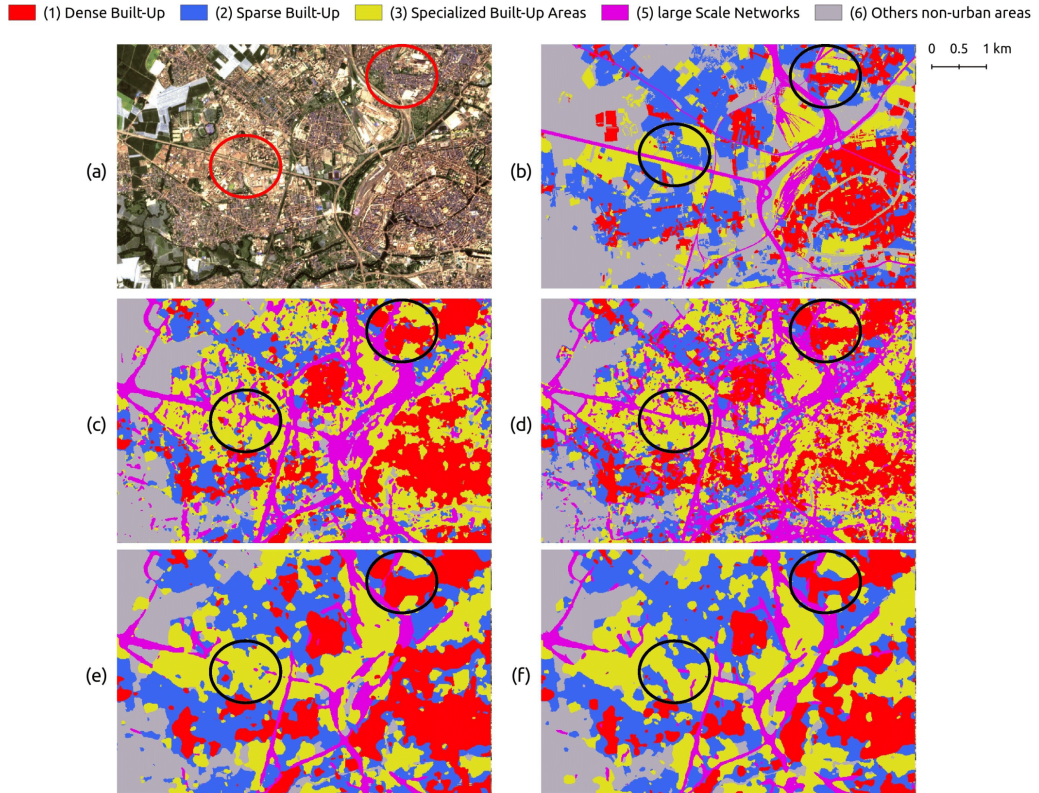 (1) Dense Built-Up (2) Sparse Built-Up (3) Specialized Built-Up Areas (5) large Scale Networks (6) Others non-urban areas
0 0.5 1 km
(a) (b)
(c) (d)
(e) (f)